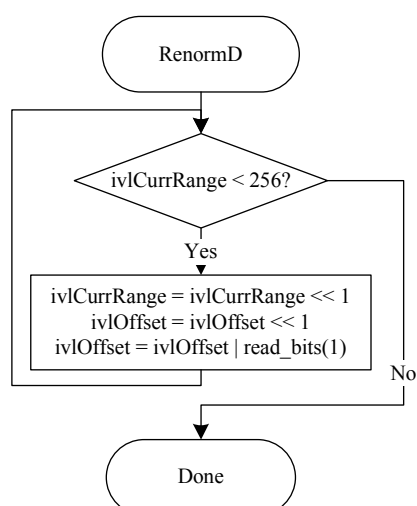 RenormD
ivlCurrRange < 256?
Yes
ivlCurrRange = ivlCurrRange << 1
ivlOffset = ivlOffset << 1
ivlOffset = ivlOffset | read_bits(1)
No
Done